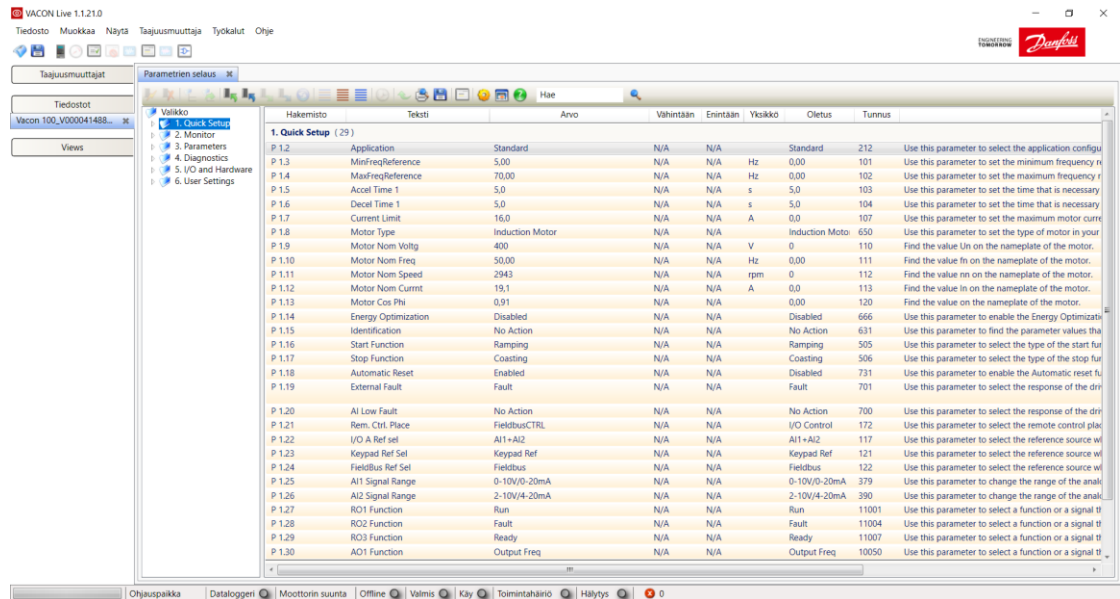 VACON Live 1.1.21.0
Tiedosto Muokkaa Näytä Taajuusmuuttaja Työkalut Ohje
ENGINEERING TOMORROW
Danfoss
Taajuusmuuttajat
Tiedostot
Vacon 100_V000041488...
Views
Parametrien selaus
Hae
Valikko
1. Quick Setup
2. Monitor
3. Parameters
4. Diagnostics
5. I/O and Hardware
6. User Settings
Hakemisto Teksti Arvo Vähintään Enintään Yksikkö Oletus Tunnus
1. Quick Setup (29)
P 1.2 Application Standard N/A N/A Standard 212 Use this parameter to select the application configu
P 1.3 MinFreqReference 5,00 N/A N/A Hz 0,00 101 Use this parameter to set the minimum frequency re
P 1.4 MaxFreqReference 70,00 N/A N/A Hz 0,00 102 Use this parameter to set the maximum frequency r
P 1.5 Accel Time 1 5,0 N/A N/A s 5,0 103 Use this parameter to set the time that is necessary
P 1.6 Decel Time 1 5,0 N/A N/A s 5,0 104 Use this parameter to set the time that is necessary
P 1.7 Current Limit 16,0 N/A N/A A 0,0 107 Use this parameter to set the maximum motor curre
P 1.8 Motor Type Induction Motor N/A N/A Induction Moto 650 Use this parameter to set the type of motor in your
P 1.9 Motor Nom Voltg 400 N/A N/A V 0 110 Find the value Un on the nameplate of the motor.
P 1.10 Motor Nom Freq 50,00 N/A N/A Hz 0,00 111 Find the value fn on the nameplate of the motor.
P 1.11 Motor Nom Speed 2943 N/A N/A rpm 0 112 Find the value nn on the nameplate of the motor.
P 1.12 Motor Nom Currnt 19,1 N/A N/A A 0,0 113 Find the value In on the nameplate of the motor.
P 1.13 Motor Cos Phi 0,91 N/A N/A 0,00 120 Find the value on the nameplate of the motor.
P 1.14 Energy Optimization Disabled N/A N/A Disabled 666 Use this parameter to enable the Energy Optimizati
P 1.15 Identification No Action N/A N/A No Action 631 Use this parameter to find the parameter values tha
P 1.16 Start Function Ramping N/A N/A Ramping 505 Use this parameter to select the type of the start fur
P 1.17 Stop Function Coasting N/A N/A Coasting 506 Use this parameter to select the type of the stop fur
P 1.18 Automatic Reset Enabled N/A N/A Disabled 731 Use this parameter to enable the Automatic reset fu
P 1.19 External Fault Fault N/A N/A Fault 701 Use this parameter to select the response of the driv
P 1.20 AI Low Fault No Action N/A N/A No Action 700 Use this parameter to select the response of the driv
P 1.21 Rem. Ctrl. Place FieldbusCTRL N/A N/A I/O Control 172 Use this parameter to select the remote control plac
P 1.22 I/O A Ref sel AI1+AI2 N/A N/A AI1+AI2 117 Use this parameter to select the reference source wl
P 1.23 Keypad Ref Sel Keypad Ref N/A N/A Keypad Ref 121 Use this parameter to select the reference source wl
P 1.24 FieldBus Ref Sel Fieldbus N/A N/A Fieldbus 122 Use this parameter to select the reference source wl
P 1.25 AI1 Signal Range 0-10V/0-20mA N/A N/A 0-10V/0-20mA 379 Use this parameter to change the range of the analo
P 1.26 AI2 Signal Range 2-10V/4-20mA N/A N/A 2-10V/4-20mA 390 Use this parameter to change the range of the analo
P 1.27 RO1 Function Run N/A N/A Run 11001 Use this parameter to select a function or a signal th
P 1.28 RO2 Function Fault N/A N/A Fault 11004 Use this parameter to select a function or a signal th
P 1.29 RO3 Function Ready N/A N/A Ready 11007 Use this parameter to select a function or a signal th
P 1.30 AO1 Function Output Freq N/A N/A Output Freq 10050 Use this parameter to select a function or a signal th
Ohjauspaikka Dataloggeri Moottorin suunta Offline Valmis Käy Toimintahäiriö Hälytys 0